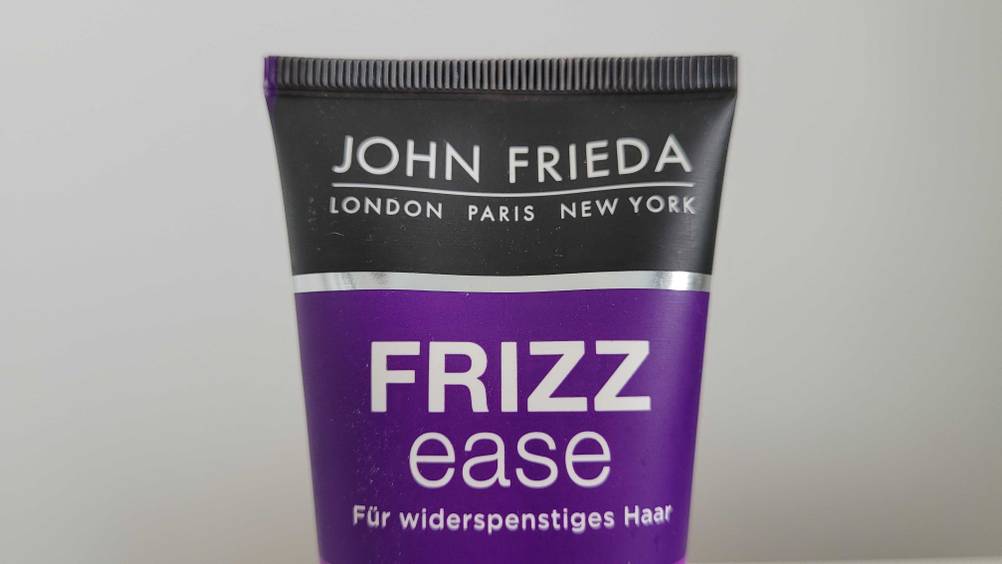 JOHN FRIEDA
LONDON PARIS NEW YORK
FRIZZ
ease
Für widerspenstiges Haar